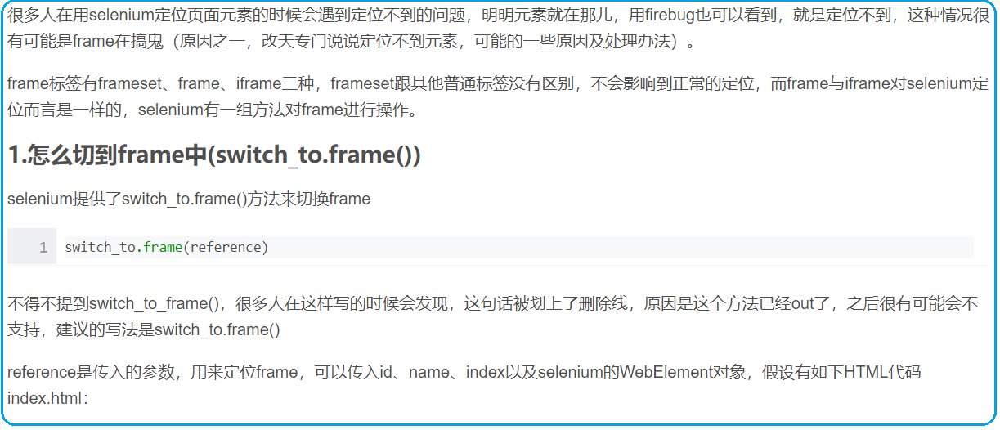 很多人在用selenium定位页面元素的时候会遇到定位不到的问题，明明元素就在那儿，用firebug也可以看到，就是定位不到，这种情况很
有可能是frame在搞鬼（原因之一，改天专门说说定位不到元素，可能的一些原因及处理办法）。
frame标签有frameset、frame、iframe三种，frameset跟其他普通标签没有区别，不会影响到正常的定位，而frame与iframe对selenium定
位而言是一样的，selenium有一组方法对frame进行操作。
1.怎么切到frame中(switch_to.frame())
selenium提供了switch_to.frame()方法来切换frame
1 switch_to.frame(reference)
不得不提到switch_to_frame()，很多人在这样写的时候会发现，这句话被划上了删除线，原因是这个方法已经out了，之后很有可能会不
支持，建议的写法是switch_to.frame()
reference是传入的参数，用来定位frame，可以传入id、name、index以及selenium的WebElement对象，假设有如下HTML代码
index.html：